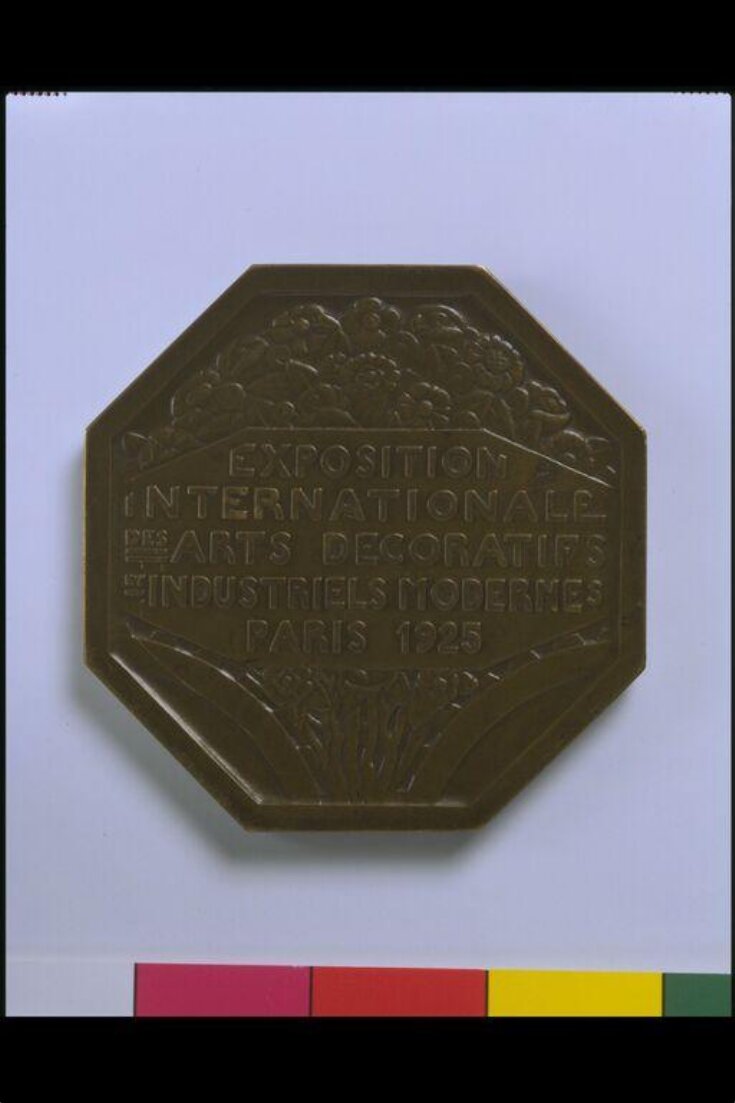 EXPOSITION
INTERNATIONALE
DES ARTS DECORATIFS
ET INDUSTRIELS MODERNES
PARIS 1925